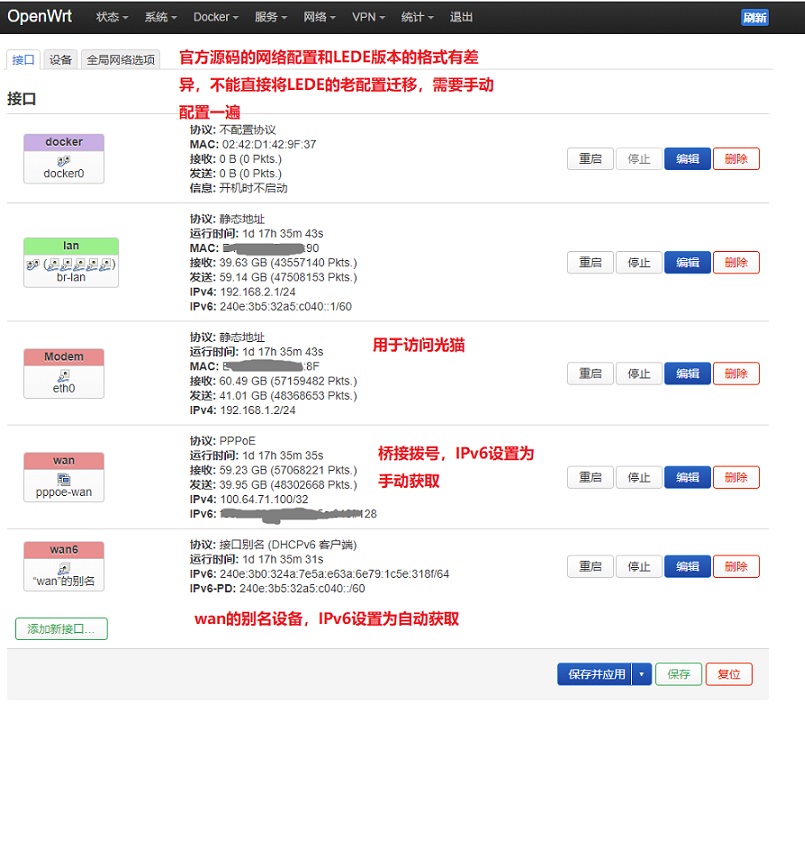 OpenWrt 状态 系统 Docker 服务 网络 VPN 统计 退出 刷新
接口 设备 全局网络选项
官方源码的网络配置和LEDE版本的格式有差
异，不能直接将LEDE的老配置迁移，需要手动
配置一遍
接口
docker
docker0
协议: 不配置协议
MAC: 02:42:D1:42:9F:37
接收: 0 B (0 Pkts.)
发送: 0 B (0 Pkts.)
信息: 开机时不启动
重启 停止 编辑 删除
lan
br-lan
协议: 静态地址
运行时间: 1d 17h 35m 43s
MAC: 90
接收: 39.63 GB (43557140 Pkts.)
发送: 59.14 GB (47508153 Pkts.)
IPv4: 192.168.2.1/24
IPv6: 240e:3b5:32a5:c040::1/60
重启 停止 编辑 删除
Modem
eth0
协议: 静态地址
运行时间: 1d 17h 35m 43s
MAC: :8F
接收: 60.49 GB (57159482 Pkts.)
发送: 41.01 GB (48368653 Pkts.)
IPv4: 192.168.1.2/24
用于访问光猫
重启 停止 编辑 删除
wan
pppoe-wan
协议: PPPoE
运行时间: 1d 17h 35m 35s
接收: 59.23 GB (57068221 Pkts.)
发送: 39.95 GB (48302668 Pkts.)
IPv4: 100.64.71.100/32
IPv6: 128
桥接拨号，IPv6设置为
手动获取
重启 停止 编辑 删除
wan6
"wan"的别名
协议: 接口别名 (DHCPv6 客户端)
运行时间: 1d 17h 35m 31s
IPv6: 240e:3b0:324a:7e5a:e63a:6e79:1c5e:318f/64
IPv6-PD: 240e:3b5:32a5:c040::/60
重启 停止 编辑 删除
wan的别名设备，IPv6设置为自动获取
添加新接口...
保存并应用 保存 复位